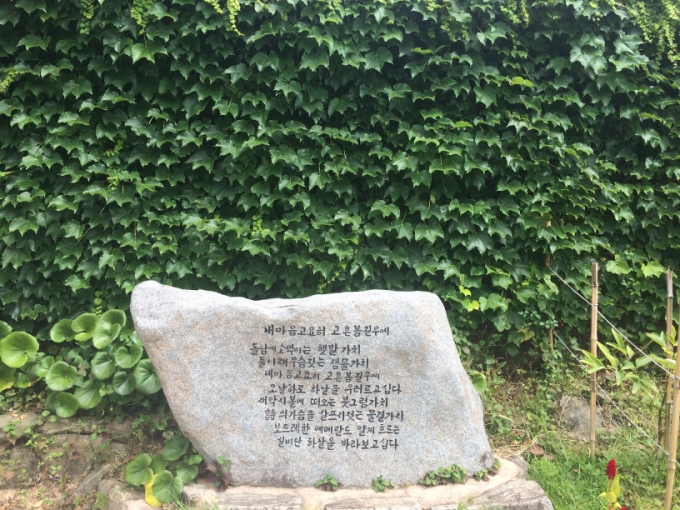 내마음고요히 고흔봄길우에
돌담에소색이는 햇발가치
풀아래우슴짓는 샘물가치
내마음고요히 고흔봄길우에
오날하로 하날을 우러르고십다
새악시볼에 떠오는 붓그럼가치
詩의가슴을 살프시젓는 물결가치
보드레한 에메랄드 얄게 흐르는
실비단 하날을 바라보고십다